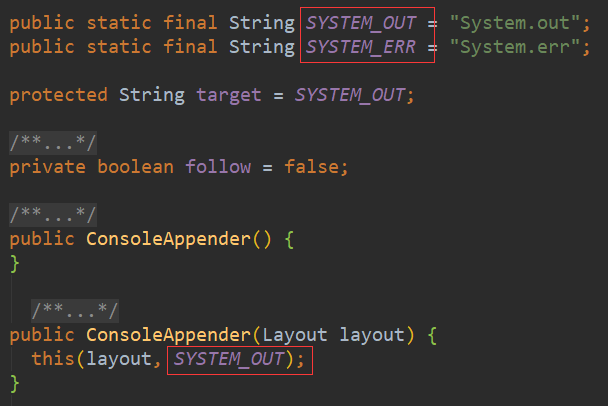 public static final String SYSTEM_OUT = "System.out";
public static final String SYSTEM_ERR = "System.err";
protected String target = SYSTEM_OUT;
/**...*/
private boolean follow = false;
/**...*/
public ConsoleAppender() {
}
/**...*/
public ConsoleAppender(Layout layout) {
this(layout, SYSTEM_OUT);
}